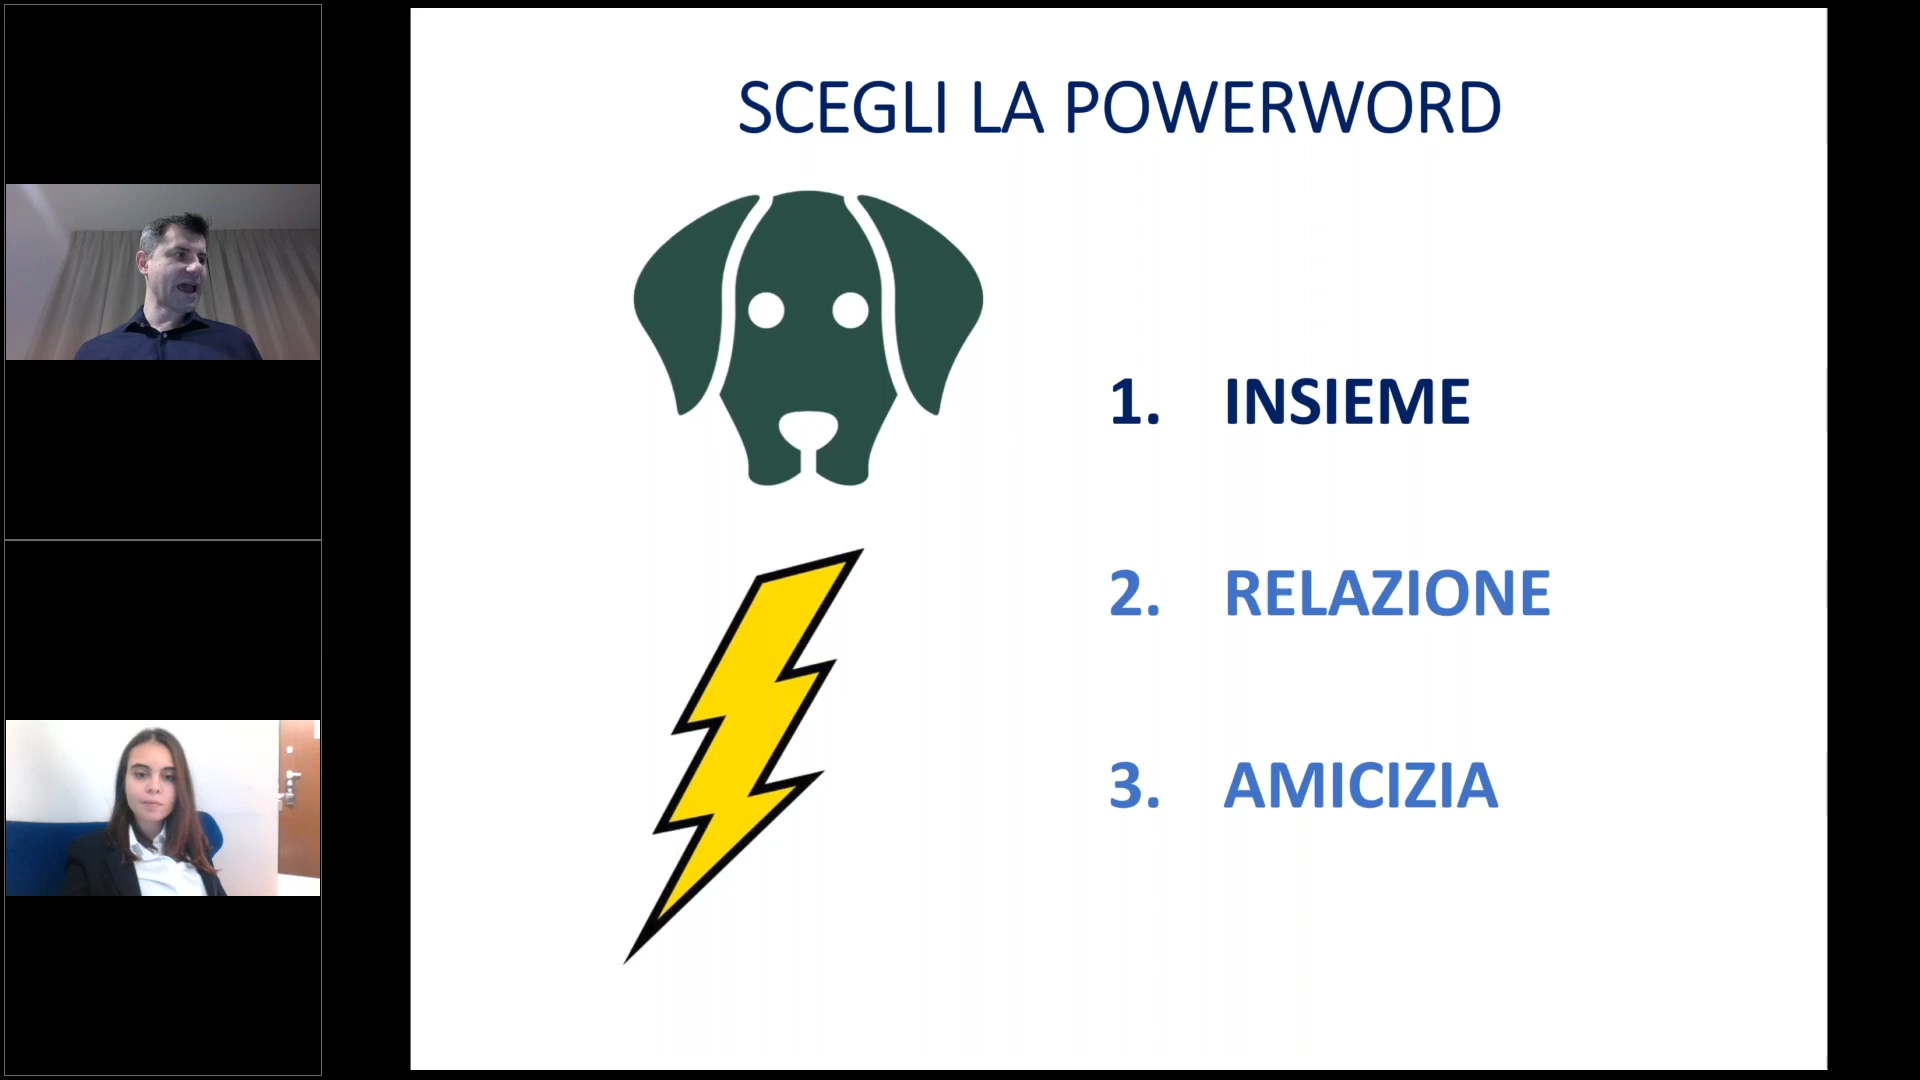 SCEGLI LA POWERWORD
1. INSIEME
2. RELAZIONE
3. AMICIZIA